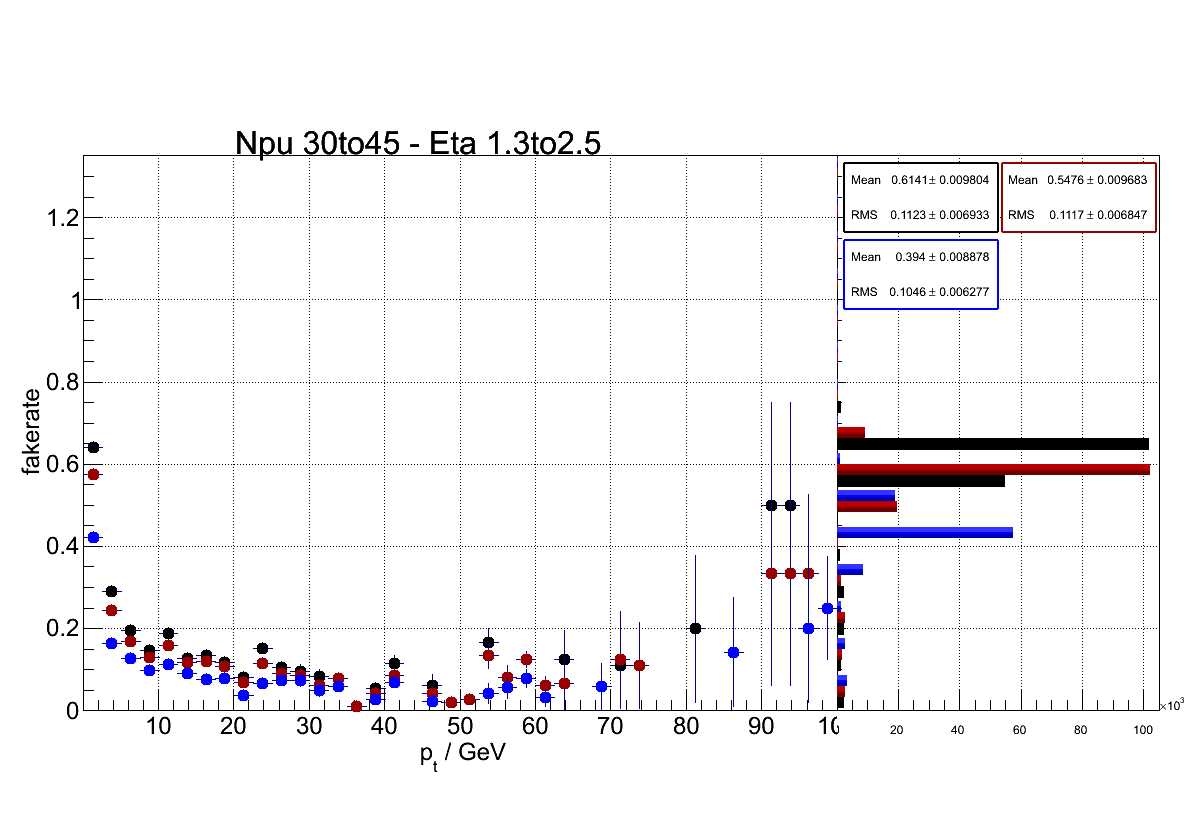 Npu 30to45 - Eta 1.3to2.5
Mean 0.6141 ± 0.009804
RMS 0.1123 ± 0.006933
Mean 0.5476 ± 0.009683
RMS 0.1117 ± 0.006847
Mean 0.394 ± 0.008878
RMS 0.1046 ± 0.006277
fakerate
1.2
1
0.8
0.6
0.4
0.2
0
10 20 30 40 50 60 70 80 90
20 40 60 80 100
×10³
pt / GeV